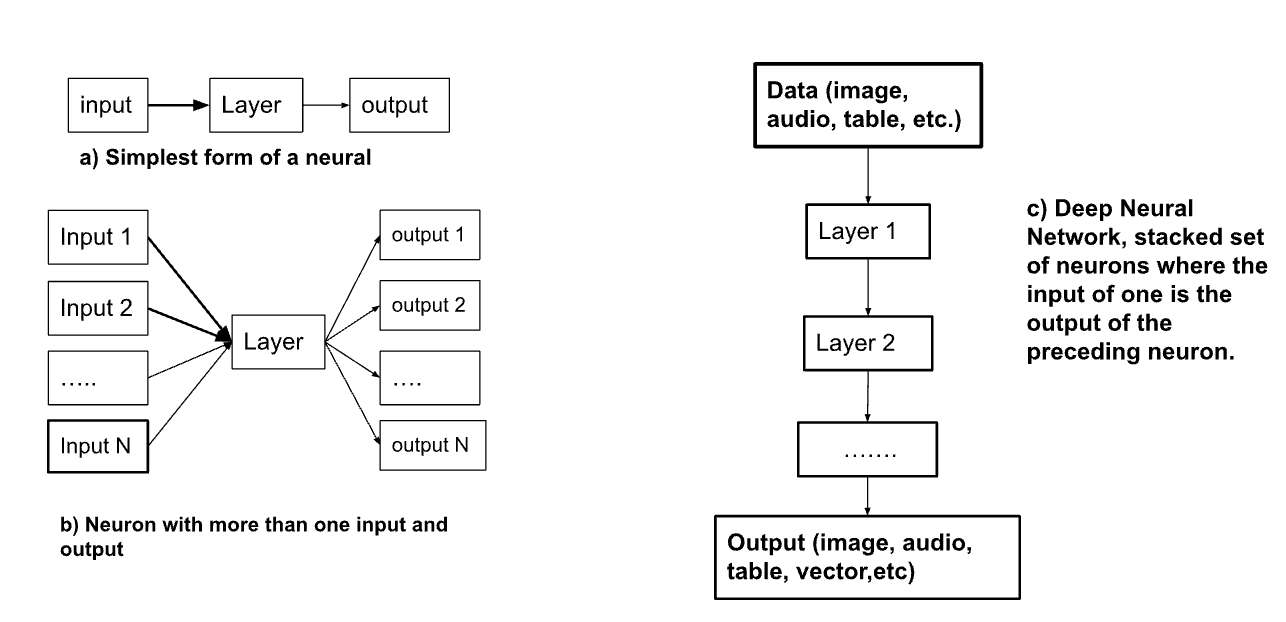 input
Layer
output
a) Simplest form of a neural
Input 1
Input 2
.....
Input N
Layer
output 1
output 2
....
output N
b) Neuron with more than one input and
output
Data (image,
audio, table, etc.)
Layer 1
Layer 2
.......
Output (image, audio,
table, vector,etc)
c) Deep Neural
Network, stacked set
of neurons where the
input of one is the
output of the
preceding neuron.